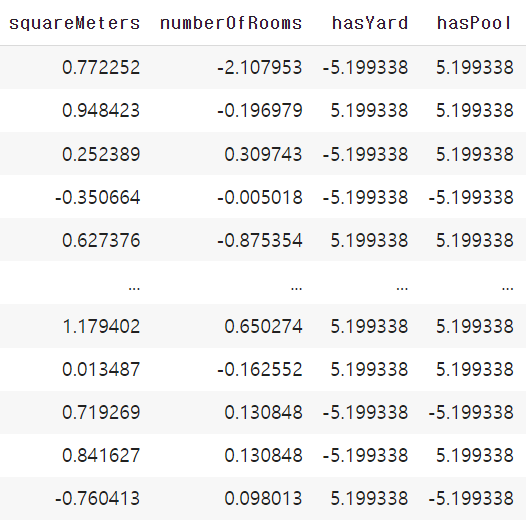 squareMeters numberOfRooms hasYard hasPool
0.772252 -2.107953 -5.199338 5.199338
0.948423 -0.196979 5.199338 5.199338
0.252389 0.309743 -5.199338 5.199338
-0.350664 -0.005018 -5.199338 -5.199338
0.627376 -0.875354 5.199338 5.199338
... ... ... ...
1.179402 0.650274 5.199338 5.199338
0.013487 -0.162552 5.199338 5.199338
0.719269 0.130848 -5.199338 -5.199338
0.841627 0.130848 -5.199338 5.199338
-0.760413 0.098013 5.199338 -5.199338